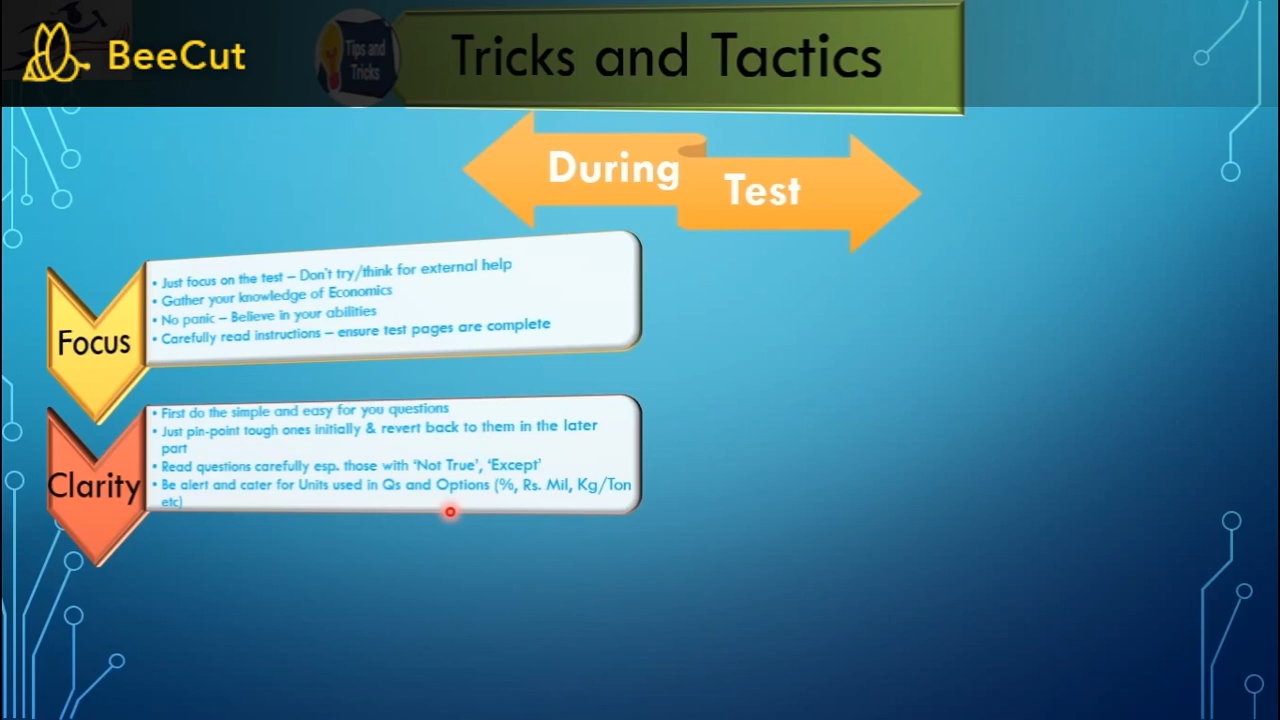 BeeCut
Tips and
Tricks
Tricks and Tactics
During
Test
Focus
• Just focus on the test – Don't try/think for external help
• Gather your knowledge of Economics
• No panic – Believe in your abilities
• Carefully read instructions – ensure test pages are complete
Clarity
• First do the simple and easy for you questions
• Just pin-point tough ones initially & revert back to them in the later
part
• Read questions carefully esp. those with 'Not True', 'Except'
• Be alert and cater for Units used in Qs and Options (%, Rs. Mil, Kg/Ton
etc)